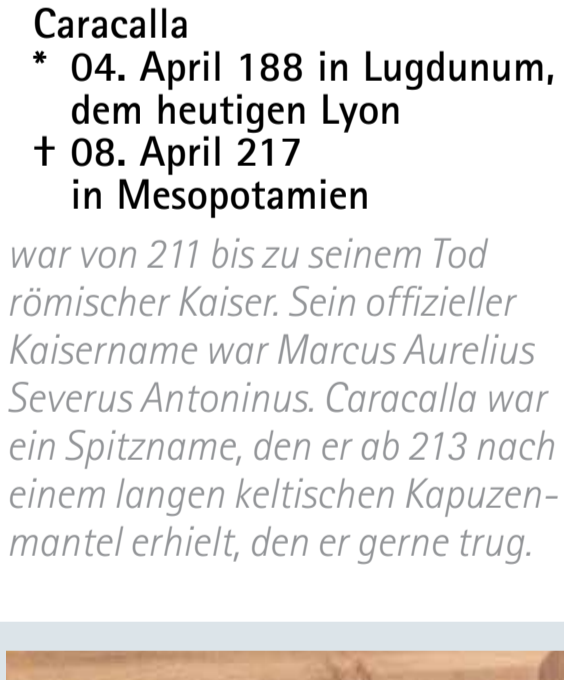 Caracalla
* 04. April 188 in Lugdunum,
dem heutigen Lyon
† 08. April 217
in Mesopotamien
war von 211 bis zu seinem Tod
römischer Kaiser. Sein offizieller
Kaisername war Marcus Aurelius
Severus Antoninus. Caracalla war
ein Spitzname, den er ab 213 nach
einem langen keltischen Kapuzen-
mantel erhielt, den er gerne trug.